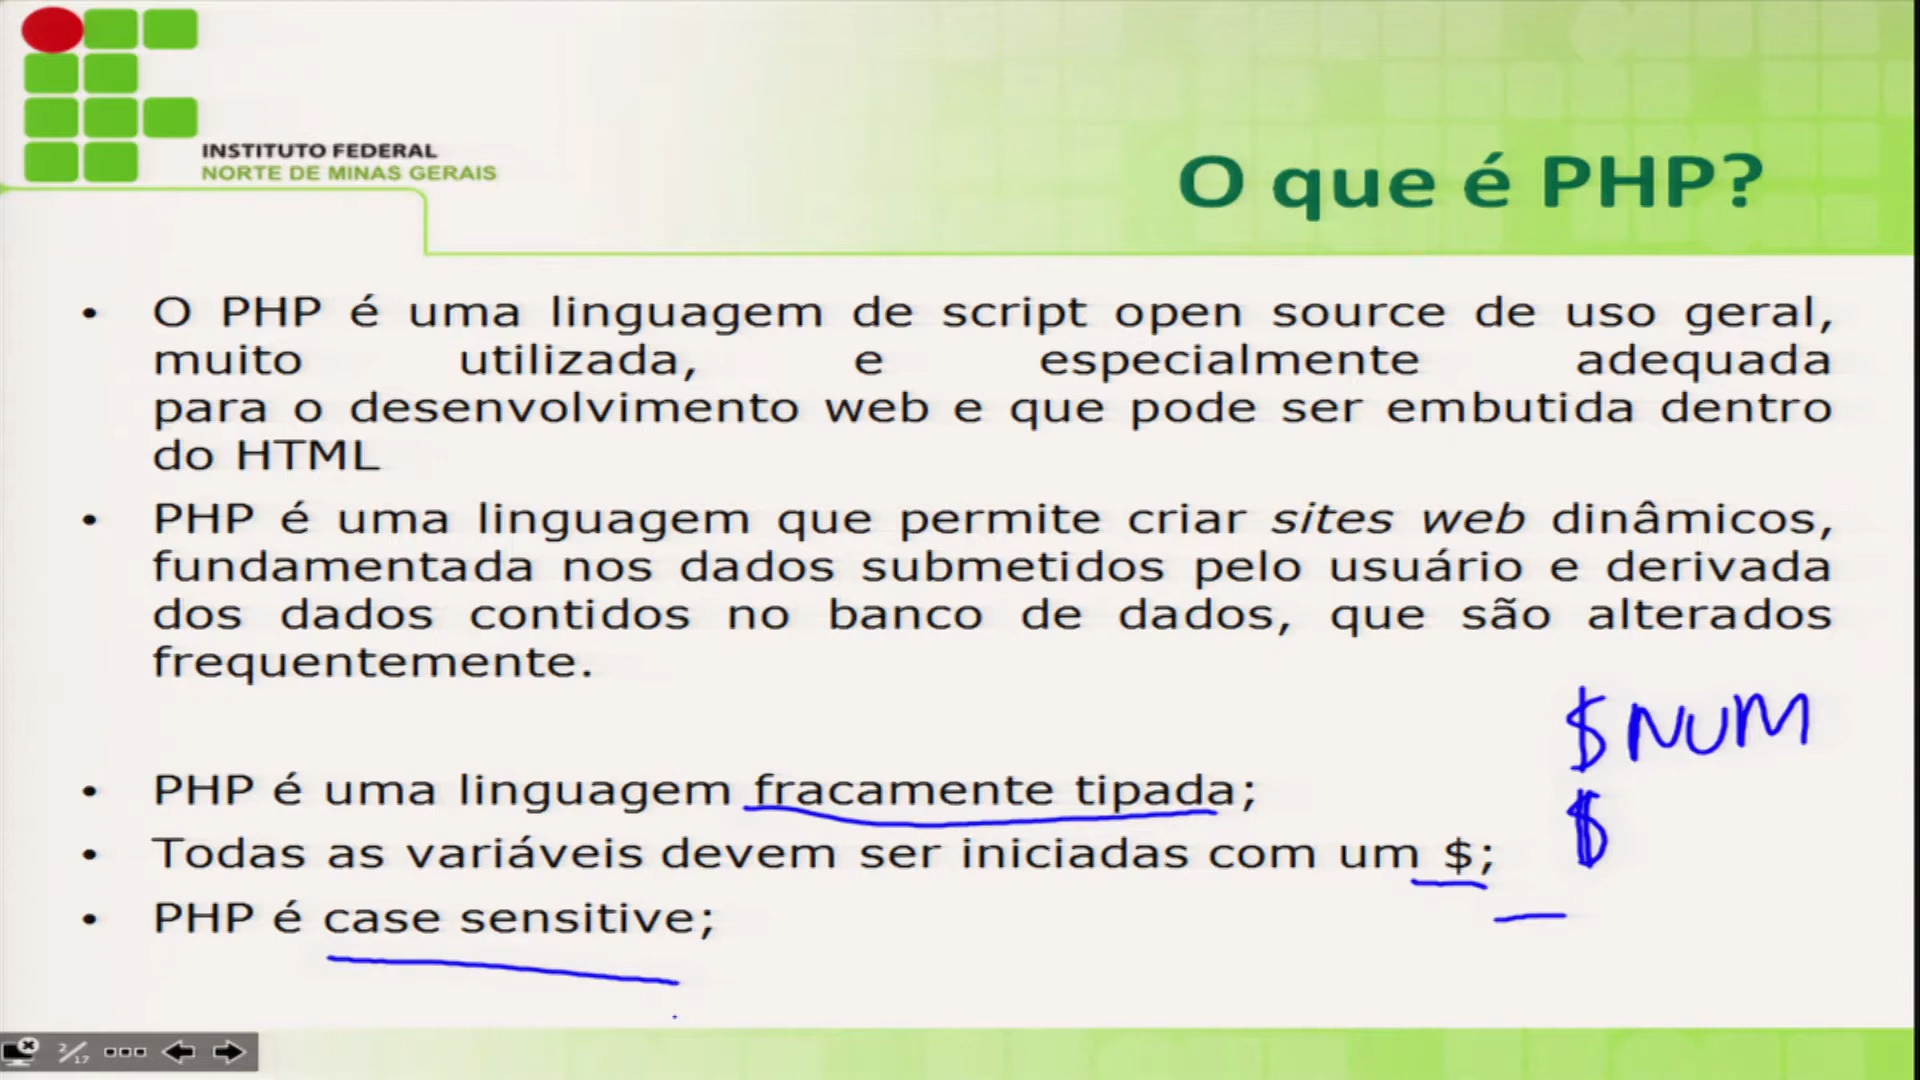 INSTITUTO FEDERAL
NORTE DE MINAS GERAIS
O que é PHP?
• O PHP é uma linguagem de script open source de uso geral,
muito utilizada, e especialmente adequada
para o desenvolvimento web e que pode ser embutida dentro
do HTML
• PHP é uma linguagem que permite criar sites web dinâmicos,
fundamentada nos dados submetidos pelo usuário e derivada
dos dados contidos no banco de dados, que são alterados
frequentemente.
$NUM
• PHP é uma linguagem fracamente tipada;
• Todas as variáveis devem ser iniciadas com um $;
$
• PHP é case sensitive;
2/17